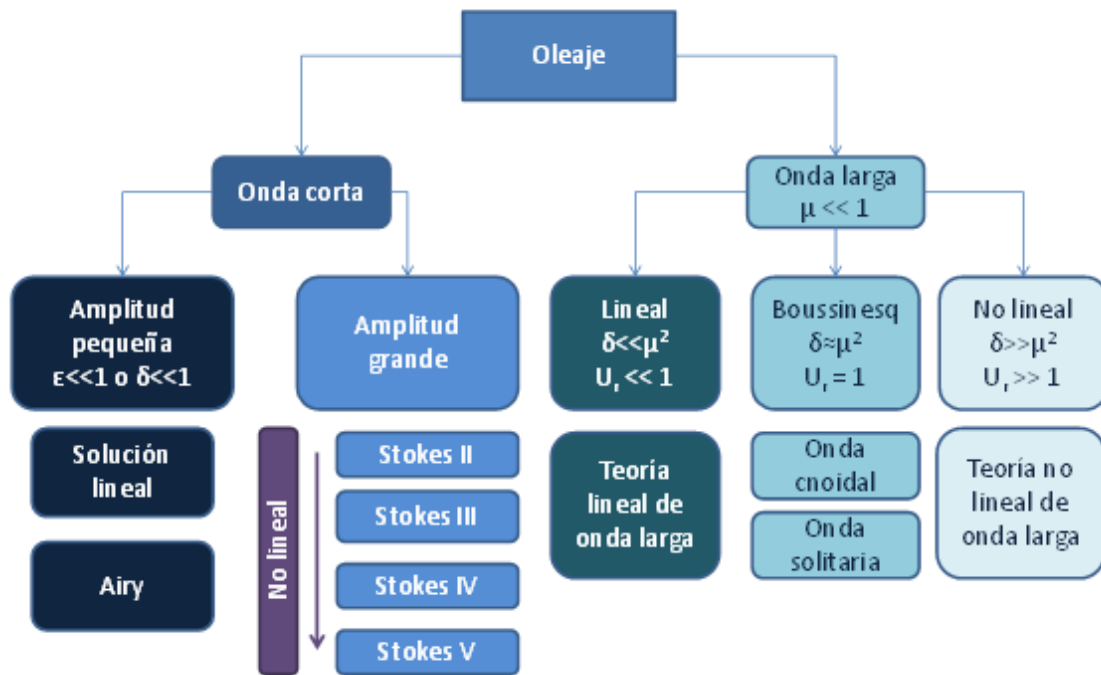 Oleaje
Onda corta
Onda larga
μ << 1
Amplitud
pequeña
ε<<1 o δ<<1
Amplitud
grande
Lineal
δ<<μ²
Uᵣ << 1
Boussinesq
δ≈μ²
Uᵣ = 1
No lineal
δ>>μ²
Uᵣ >> 1
Solución
lineal
Airy
No lineal
Stokes II
Stokes III
Stokes IV
Stokes V
Teoría
lineal de
onda larga
Onda
cnoidal
Onda
solitaria
Teoría no
lineal de
onda larga